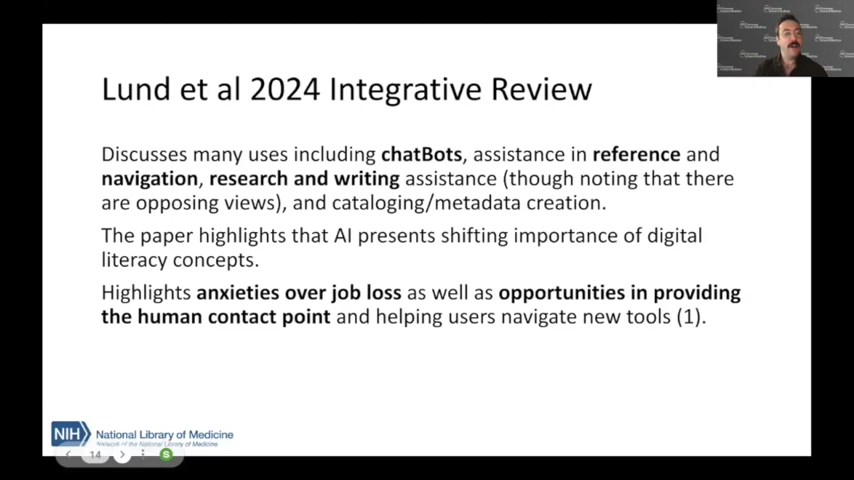 Lund et al 2024 Integrative Review
Discusses many uses including chatBots, assistance in reference and
navigation, research and writing assistance (though noting that there
are opposing views), and cataloging/metadata creation.
The paper highlights that AI presents shifting importance of digital
literacy concepts.
Highlights anxieties over job loss as well as opportunities in providing
the human contact point and helping users navigate new tools (1).
NIH National Library of Medicine
Network of the National Library of Medicine
14
S